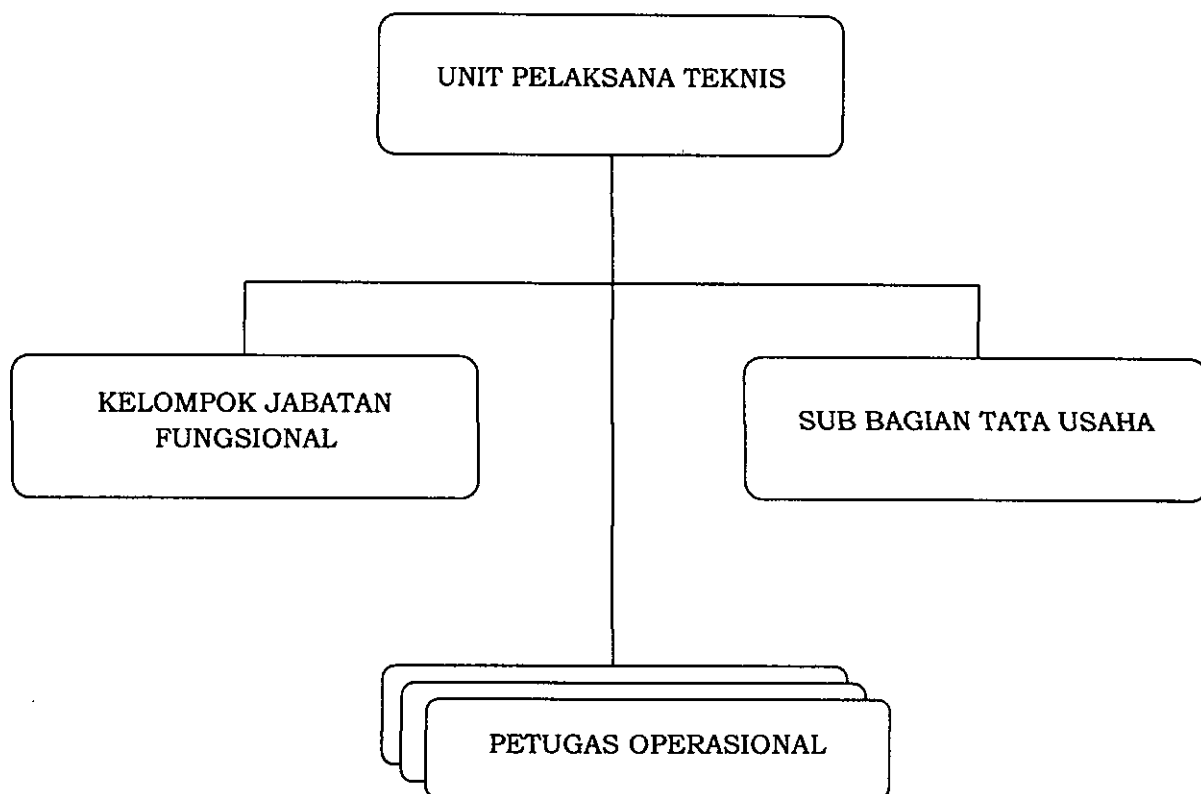 UNIT PELAKSANA TEKNIS
KELOMPOK JABATAN
FUNGSIONAL
SUB BAGIAN TATA USAHA
PETUGAS OPERASIONAL